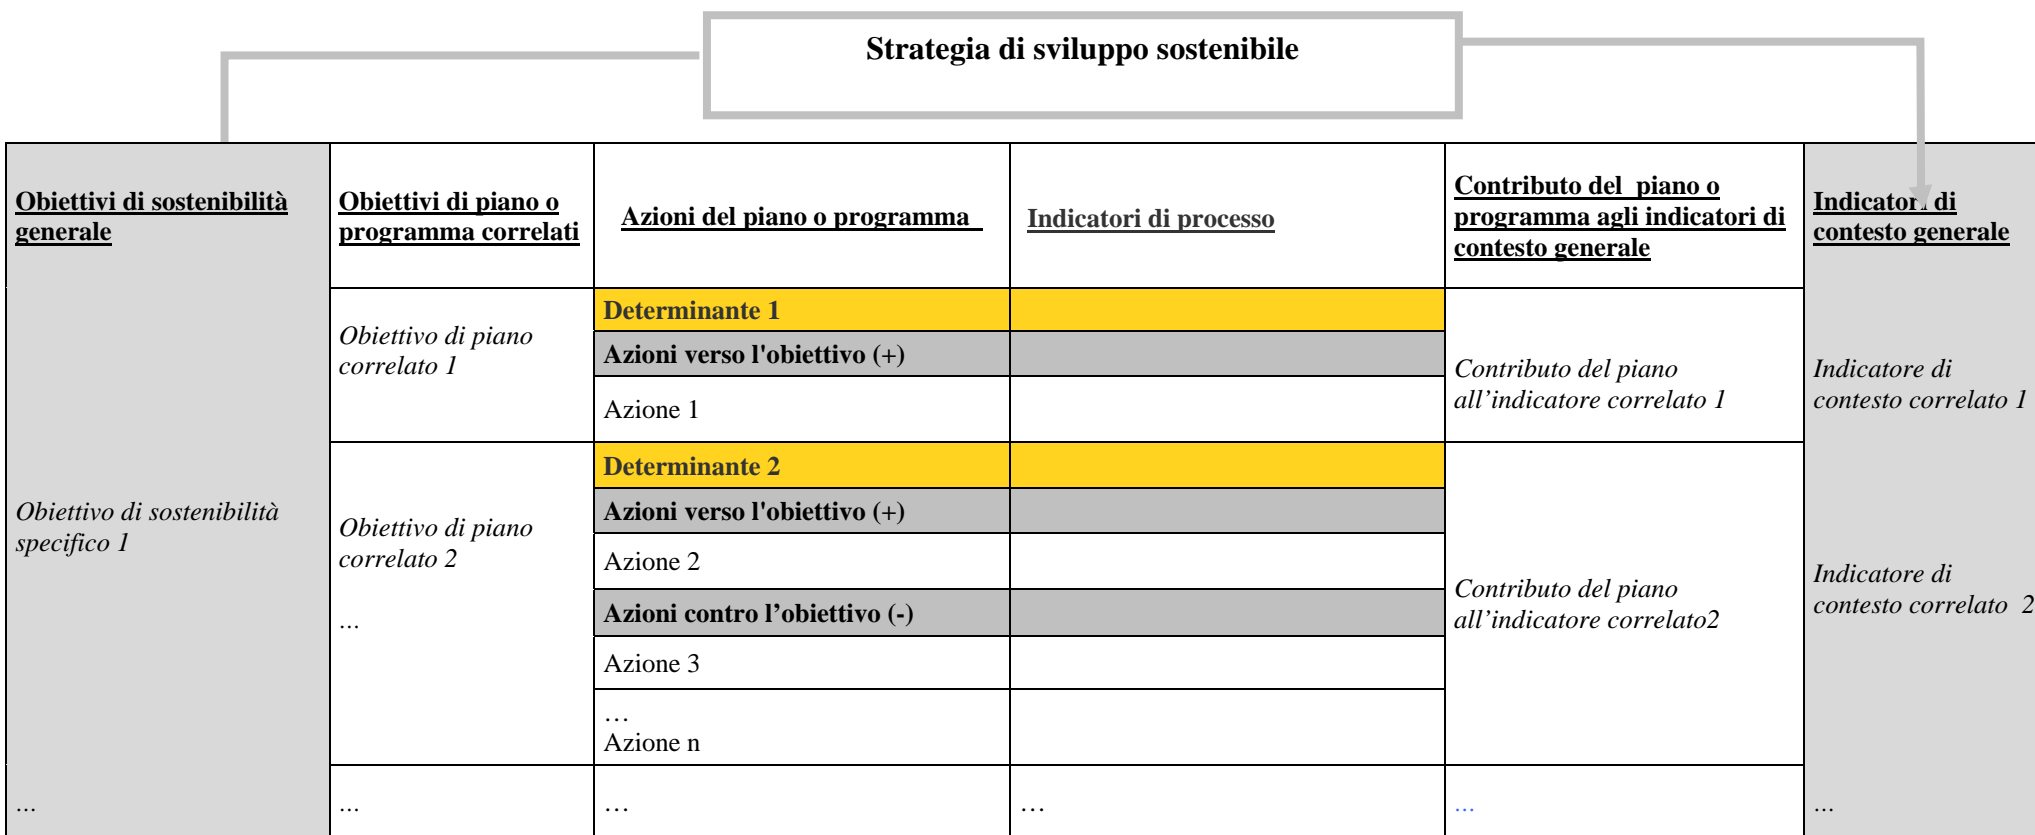 Strategia di sviluppo sostenibile
Obiettivi di sostenibilità
generale
Obiettivi di piano o
programma correlati
Azioni del piano o programma
Indicatori di processo
Contributo del  piano o
programma agli indicatori di
contesto generale
Indicatori di
contesto generale
Obiettivo di sostenibilità
specifico 1
Obiettivo di piano
correlato 1
Determinante 1
Azioni verso l'obiettivo (+)
Azione 1
Contributo del piano
all’indicatore correlato 1
Indicatore di
contesto correlato 1
Obiettivo di piano
correlato 2
…
Determinante 2
Azioni verso l'obiettivo (+)
Azione 2
Azioni contro l’obiettivo (-)
Azione 3
…
Azione n
Contributo del piano
all’indicatore correlato2
Indicatore di
contesto correlato  2
…
…
…
…
…
…